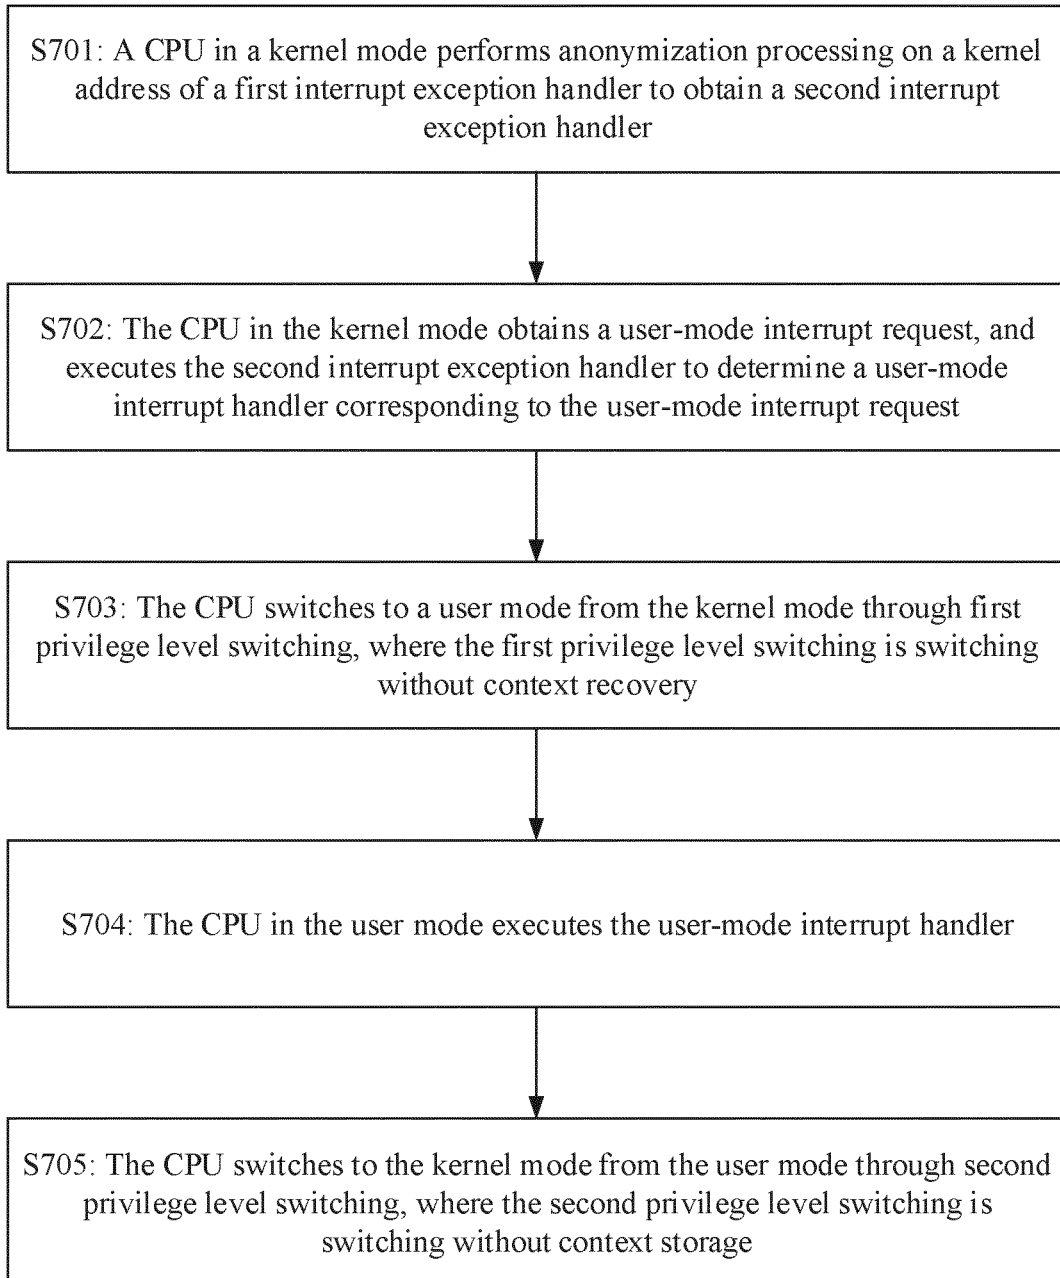 S701: A CPU in a kernel mode performs anonymization processing on a kernel
address of a first interrupt exception handler to obtain a second interrupt
exception handler
S702: The CPU in the kernel mode obtains a user-mode interrupt request, and
executes the second interrupt exception handler to determine a user-mode
interrupt handler corresponding to the user-mode interrupt request
S703: The CPU switches to a user mode from the kernel mode through first
privilege level switching, where the first privilege level switching is switching
without context recovery
S704: The CPU in the user mode executes the user-mode interrupt handler
S705: The CPU switches to the kernel mode from the user mode through second
privilege level switching, where the second privilege level switching is
switching without context storage